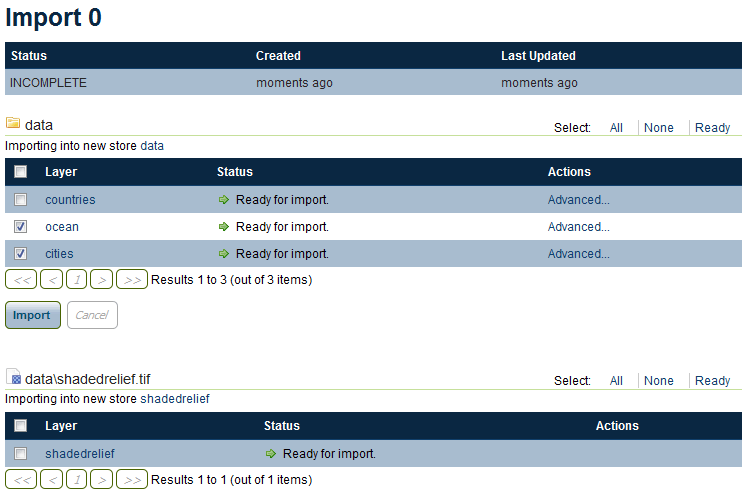 Import 0
Status Created Last Updated
INCOMPLETE moments ago moments ago
data Select: All None Ready
Importing into new store data
Layer Status Actions
countries Ready for import. Advanced...
ocean Ready for import. Advanced...
cities Ready for import. Advanced...
<< < 1 > >> Results 1 to 3 (out of 3 items)
Import Cancel
data\shadedrelief.tif Select: All None Ready
Importing into new store shadedrelief
Layer Status Actions
shadedrelief Ready for import.
<< < 1 > >> Results 1 to 1 (out of 1 items)